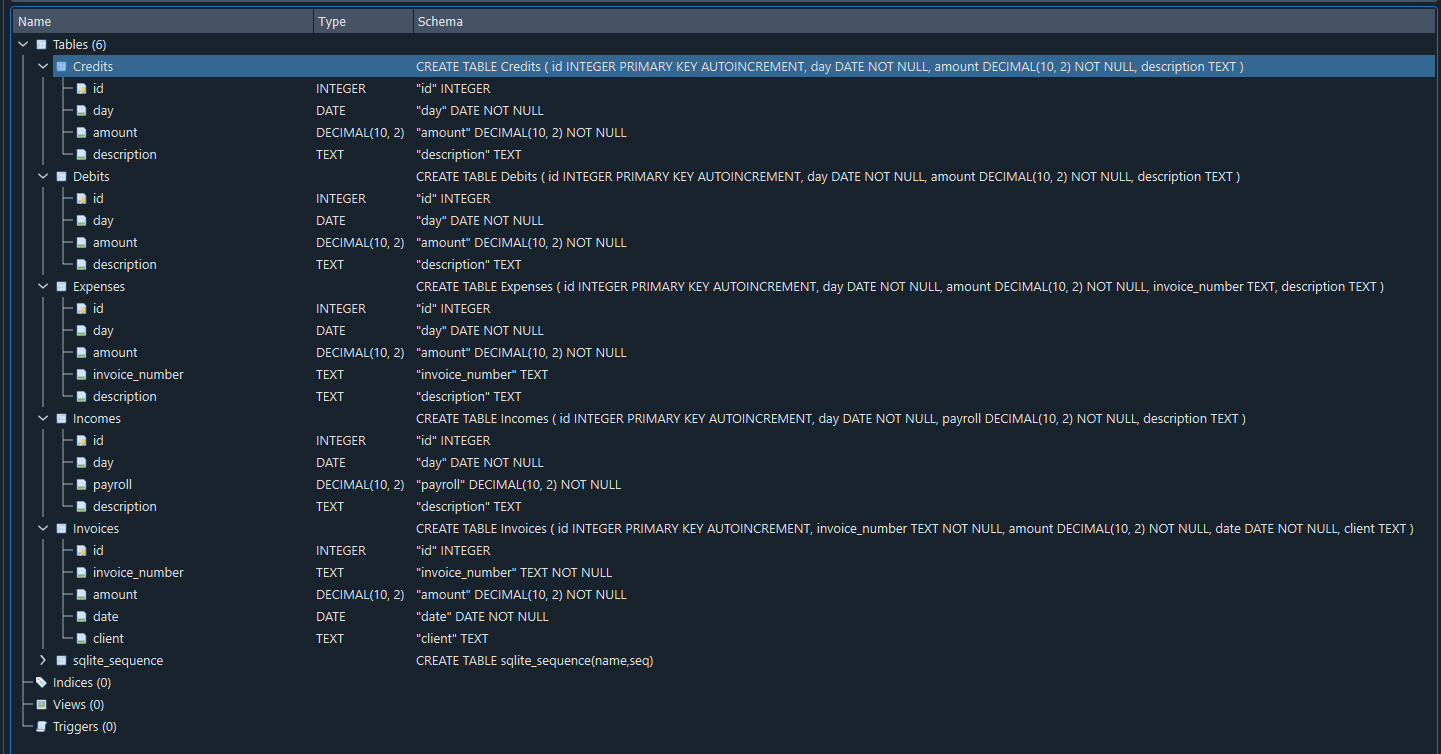 Name Type Schema
Tables (6)
Credits CREATE TABLE Credits ( id INTEGER PRIMARY KEY AUTOINCREMENT, day DATE NOT NULL, amount DECIMAL(10, 2) NOT NULL, description TEXT )
id INTEGER "id" INTEGER
day DATE "day" DATE NOT NULL
amount DECIMAL(10, 2) "amount" DECIMAL(10, 2) NOT NULL
description TEXT "description" TEXT
Debits CREATE TABLE Debits ( id INTEGER PRIMARY KEY AUTOINCREMENT, day DATE NOT NULL, amount DECIMAL(10, 2) NOT NULL, description TEXT )
id INTEGER "id" INTEGER
day DATE "day" DATE NOT NULL
amount DECIMAL(10, 2) "amount" DECIMAL(10, 2) NOT NULL
description TEXT "description" TEXT
Expenses CREATE TABLE Expenses ( id INTEGER PRIMARY KEY AUTOINCREMENT, day DATE NOT NULL, amount DECIMAL(10, 2) NOT NULL, invoice_number TEXT, description TEXT )
id INTEGER "id" INTEGER
day DATE "day" DATE NOT NULL
amount DECIMAL(10, 2) "amount" DECIMAL(10, 2) NOT NULL
invoice_number TEXT "invoice_number" TEXT
description TEXT "description" TEXT
Incomes CREATE TABLE Incomes ( id INTEGER PRIMARY KEY AUTOINCREMENT, day DATE NOT NULL, payroll DECIMAL(10, 2) NOT NULL, description TEXT )
id INTEGER "id" INTEGER
day DATE "day" DATE NOT NULL
payroll DECIMAL(10, 2) "payroll" DECIMAL(10, 2) NOT NULL
description TEXT "description" TEXT
Invoices CREATE TABLE Invoices ( id INTEGER PRIMARY KEY AUTOINCREMENT, invoice_number TEXT NOT NULL, amount DECIMAL(10, 2) NOT NULL, date DATE NOT NULL, client TEXT )
id INTEGER "id" INTEGER
invoice_number TEXT "invoice_number" TEXT NOT NULL
amount DECIMAL(10, 2) "amount" DECIMAL(10, 2) NOT NULL
date DATE "date" DATE NOT NULL
client TEXT "client" TEXT
sqlite_sequence CREATE TABLE sqlite_sequence(name,seq)
Indices (0)
Views (0)
Triggers (0)